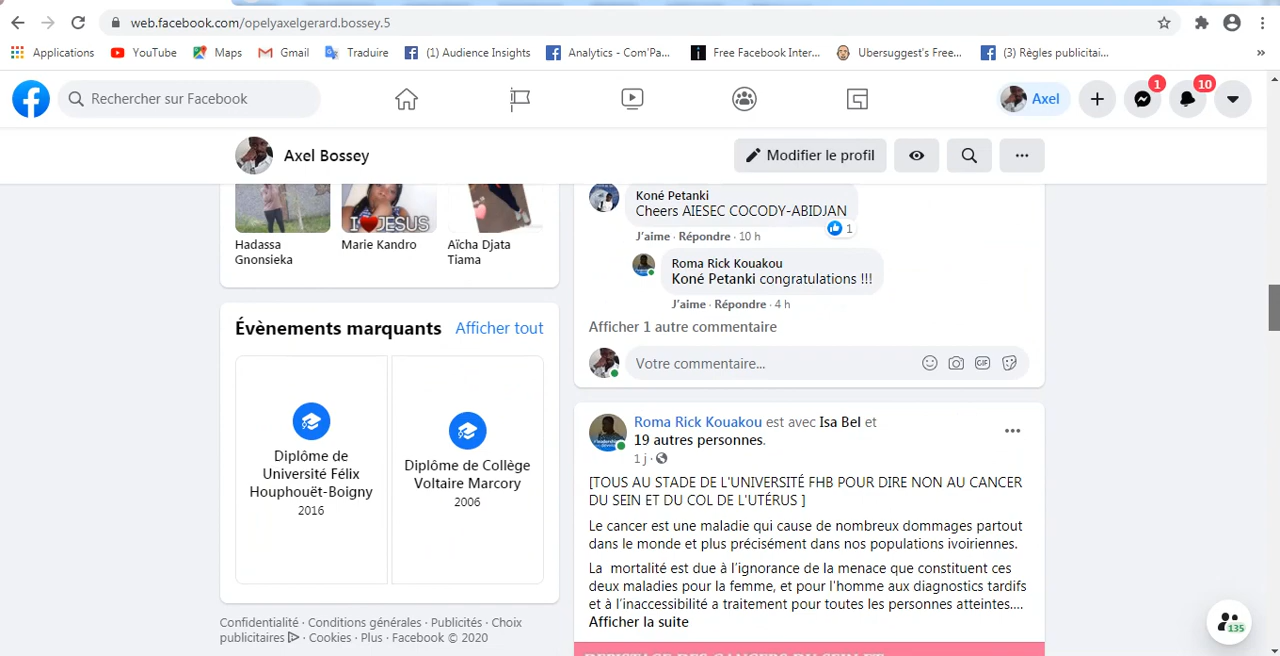 web.facebook.com/opelyaxelgerard.bossey.5
Applications
YouTube
Maps
Gmail
Traduire
(1) Audience Insights
Analytics - Com'Pa...
Free Facebook Inter...
Ubersuggest's Free...
(3) Règles publicitai...
»
Rechercher sur Facebook
Axel
1
10
Axel Bossey
Modifier le profil
Hadassa
Gnonsieka
I JESUS
Marie Kandro
Aïcha Djata
Tiama
Évènements marquants
Afficher tout
Diplôme de
Université Félix
Houphouët-Boigny
2016
Diplôme de Collège
Voltaire Marcory
2006
Confidentialité · Conditions générales · Publicités · Choix
publicitaires · Cookies · Plus · Facebook © 2020
Koné Petanki
Cheers AIESEC COCODY-ABIDJAN
1
J’aime · Répondre · 10 h
Roma Rick Kouakou
Koné Petanki congratulations !!!
J’aime · Répondre · 4 h
Afficher 1 autre commentaire
Votre commentaire...
GIF
Roma Rick Kouakou est avec Isa Bel et
19 autres personnes.
1 j ·
[TOUS AU STADE DE L'UNIVERSITÉ FHB POUR DIRE NON AU CANCER
DU SEIN ET DU COL DE L'UTÉRUS ]
Le cancer est une maladie qui cause de nombreux dommages partout
dans le monde et plus précisément dans nos populations ivoiriennes.
La mortalité est due à l’ignorance de la menace que constituent ces
deux maladies pour la femme, et pour l'homme aux diagnostics tardifs
et à l’inaccessibilité a traitement pour toutes les personnes atteintes....
Afficher la suite
DEPISTAGE DES CANCERS DU SEIN ET
135